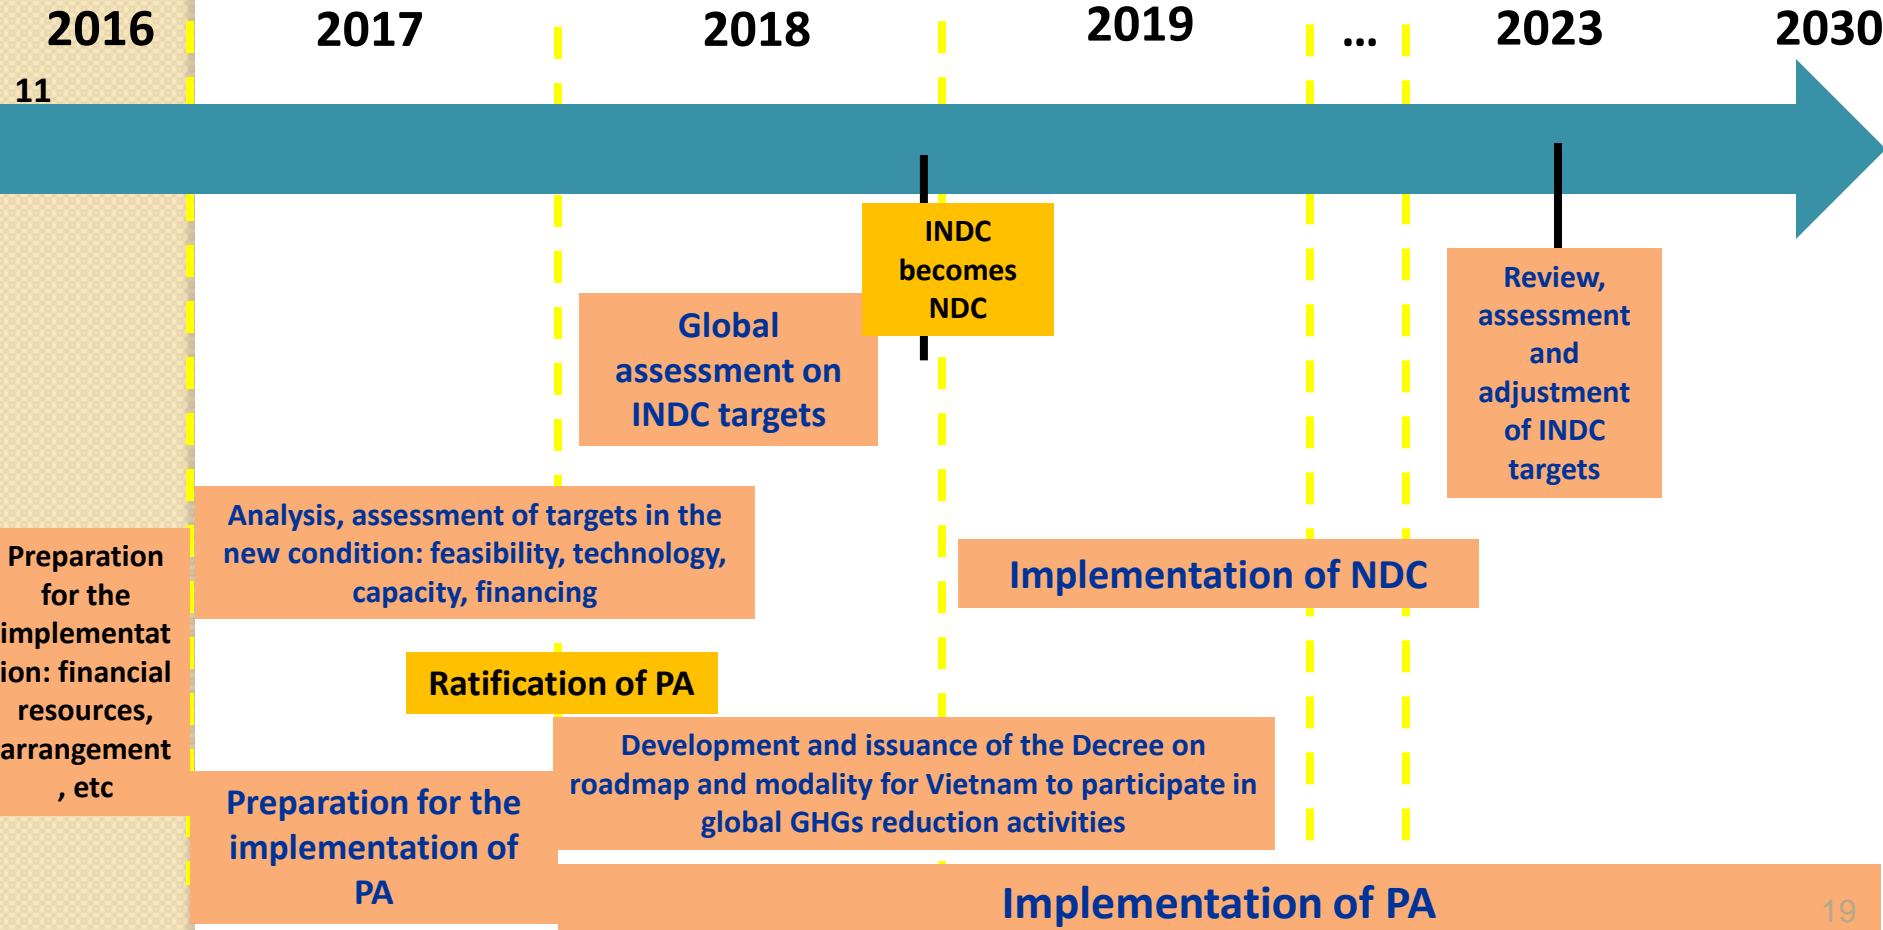 2016
2017
2018
2019
...
2023
2030
11
INDC
becomes
NDC
Global
assessment on
INDC targets
Review,
assessment
and
adjustment
of INDC
targets
Analysis, assessment of targets in the
new condition: feasibility, technology,
capacity, financing
Preparation
for the
implementat
ion: financial
resources,
arrangement
, etc
Implementation of NDC
Ratification of PA
Development and issuance of the Decree on
roadmap and modality for Vietnam to participate in
global GHGs reduction activities
Preparation for the
implementation of
PA
Implementation of PA
19